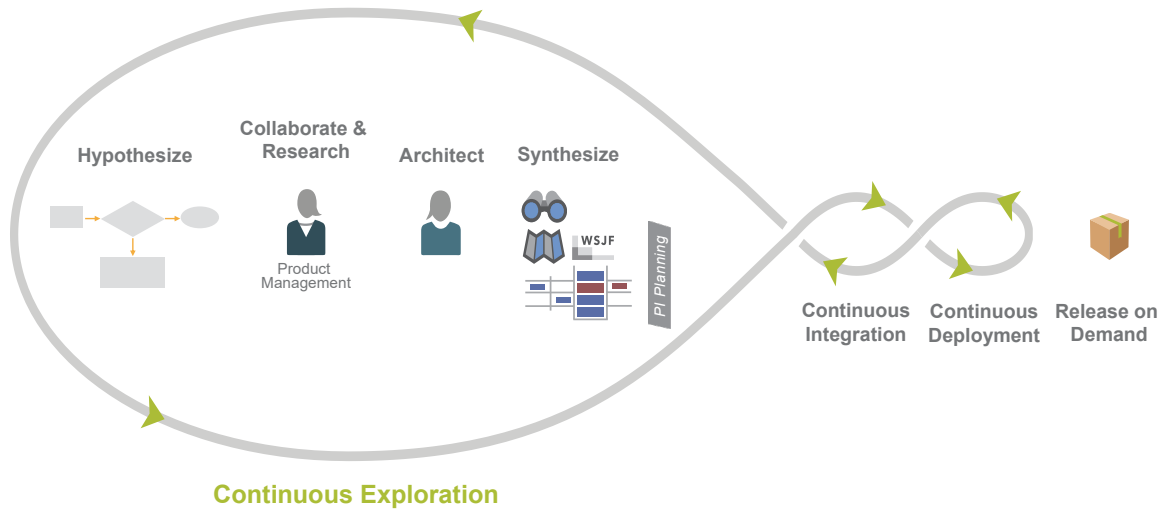 Hypothesize
Collaborate &
Research
Architect
Synthesize
Product
Management
WSJF
PI Planning
Continuous
Integration
Continuous
Deployment
Release on
Demand
Continuous Exploration